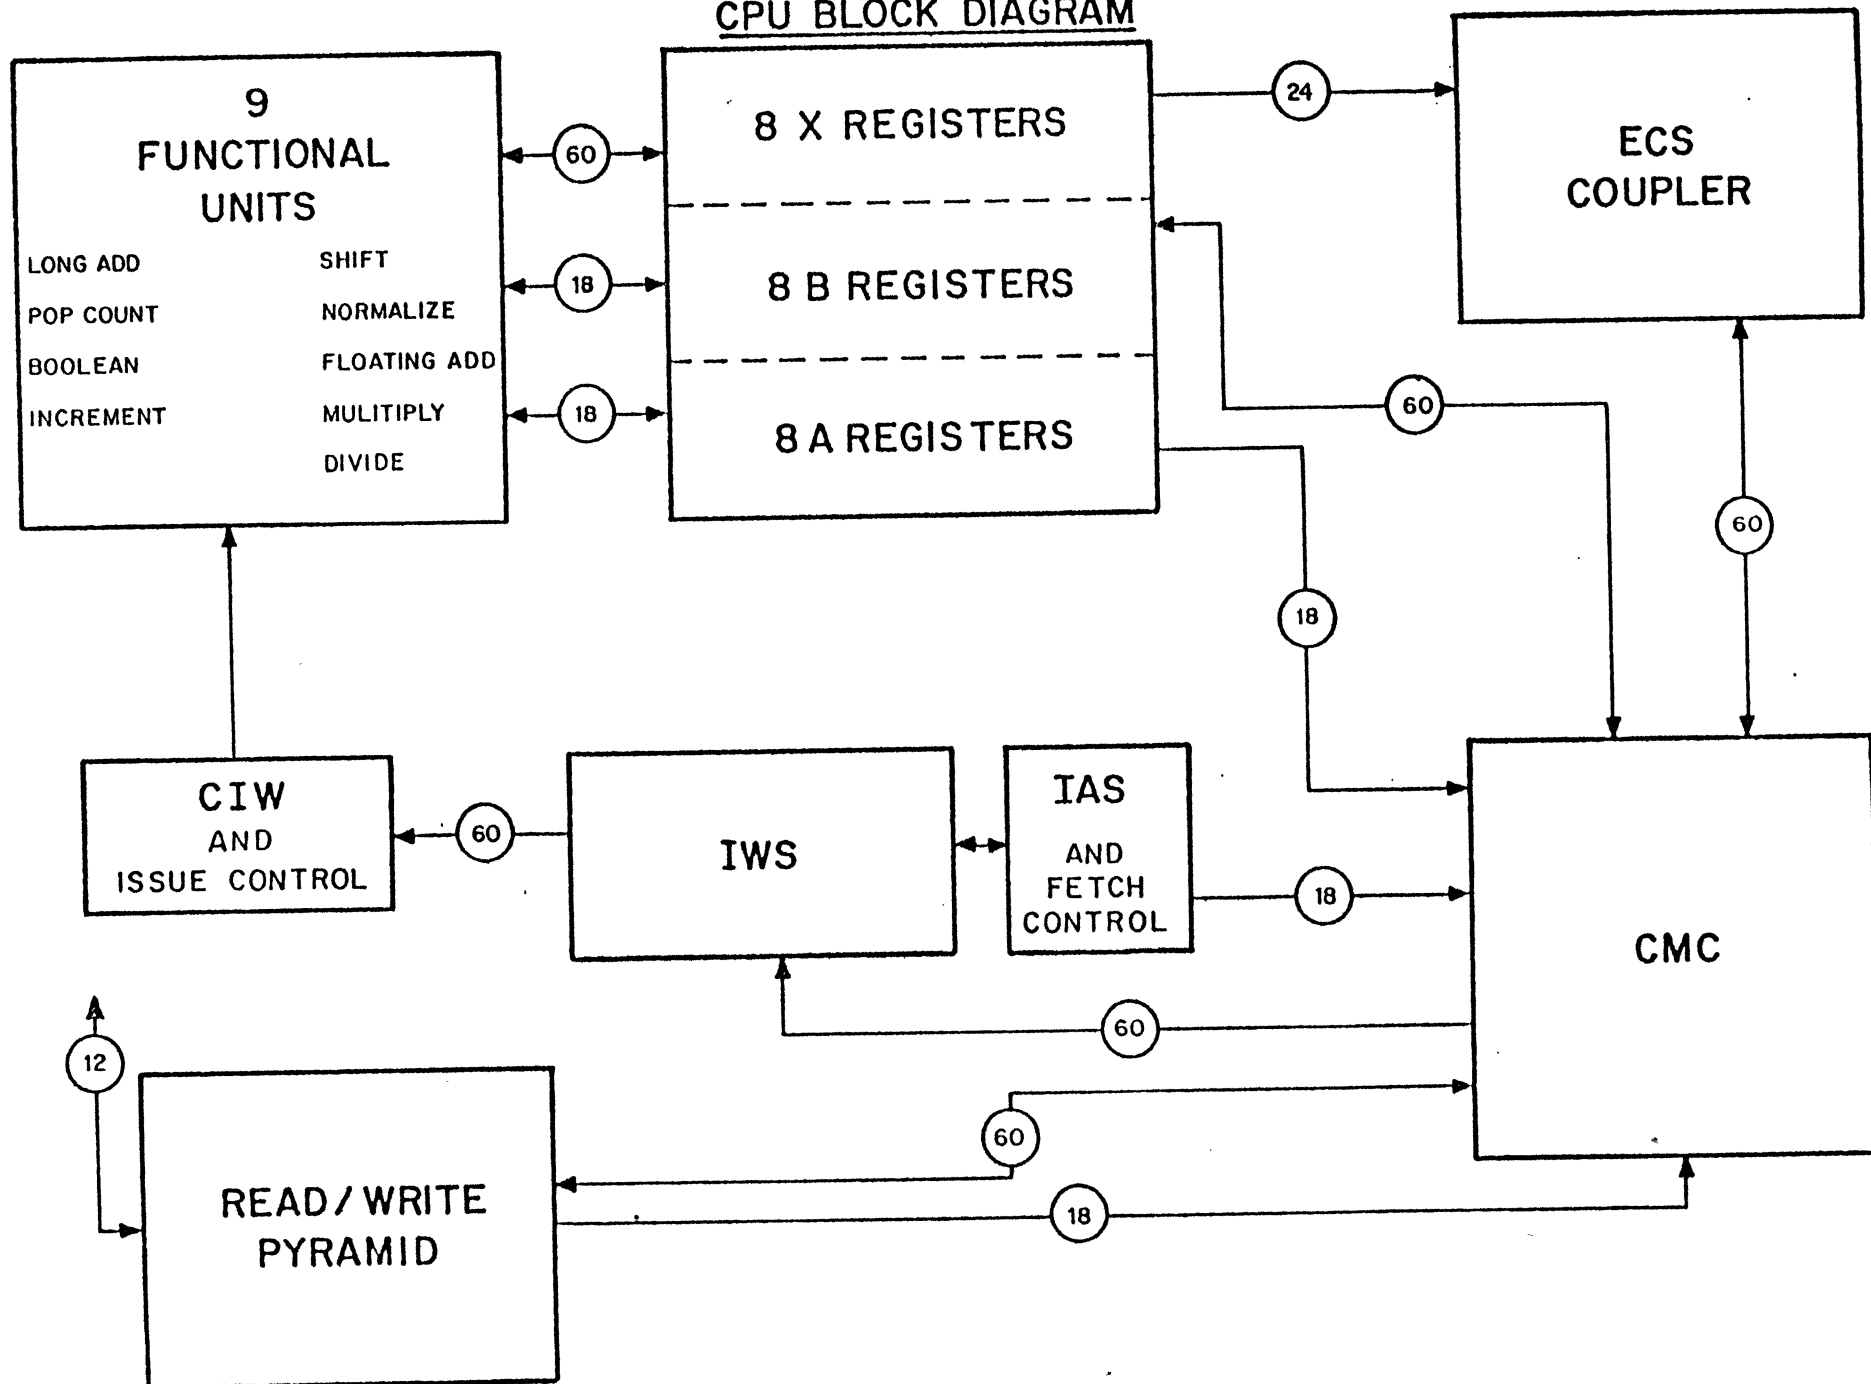 CPU BLOCK DIAGRAM
9
FUNCTIONAL
UNITS
LONG ADD
SHIFT
POP COUNT
NORMALIZE
BOOLEAN
FLOATING ADD
INCREMENT
MULITIPLY
DIVIDE
60
18
18
8 X REGISTERS
8 B REGISTERS
8 A REGISTERS
24
ECS
COUPLER
60
60
18
CIW
AND
ISSUE CONTROL
60
IWS
IAS
AND
FETCH
CONTROL
18
CMC
60
12
60
READ/WRITE
PYRAMID
18